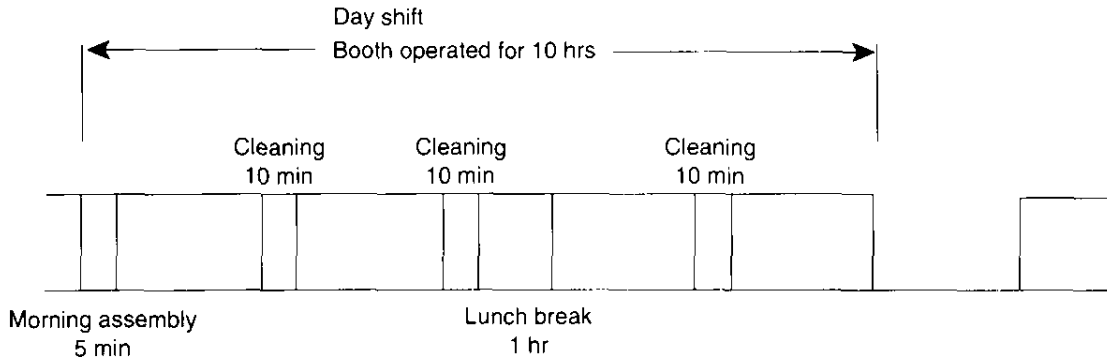 Day shift
Booth operated for 10 hrs
Cleaning
10 min
Cleaning
10 min
Cleaning
10 min
Morning assembly
5 min
Lunch break
1 hr